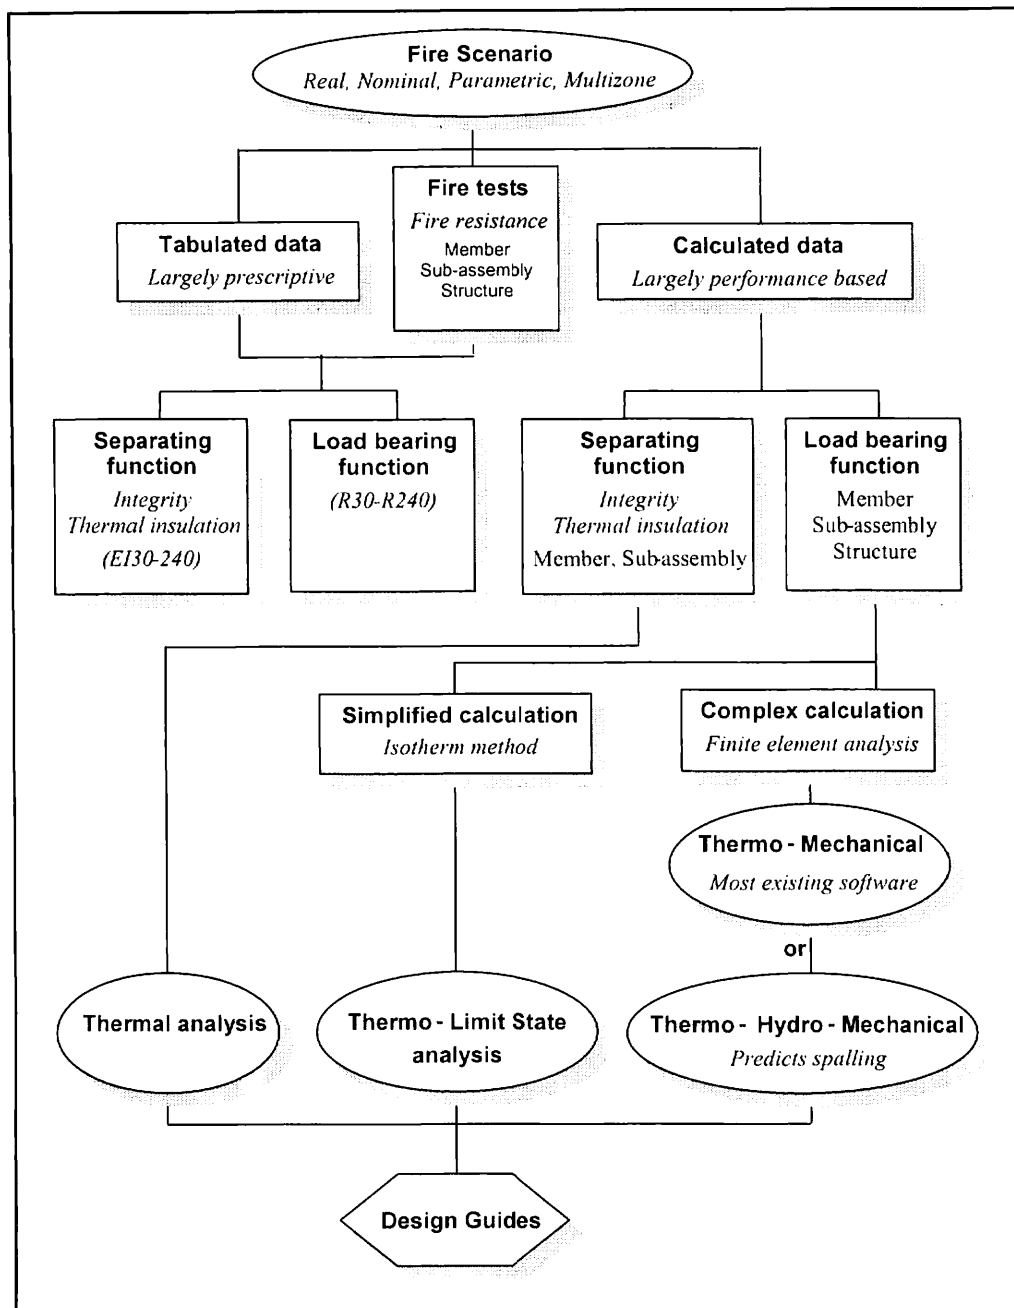 Fire Scenario
Real, Nominal, Parametric, Multizone
Fire tests
Fire resistance
Member
Sub-assembly
Structure
Tabulated data
Largely prescriptive
Calculated data
Largely performance based
Separating
function
Integrity
Thermal insulation
(EI30-240)
Load bearing
function
(R30-R240)
Separating
function
Integrity
Thermal insulation
Member, Sub-assembly
Load bearing
function
Member
Sub-assembly
Structure
Simplified calculation
Isotherm method
Complex calculation
Finite element analysis
Thermo - Mechanical
Most existing software
or
Thermal analysis
Thermo - Limit State
analysis
Thermo - Hydro - Mechanical
Predicts spalling
Design Guides